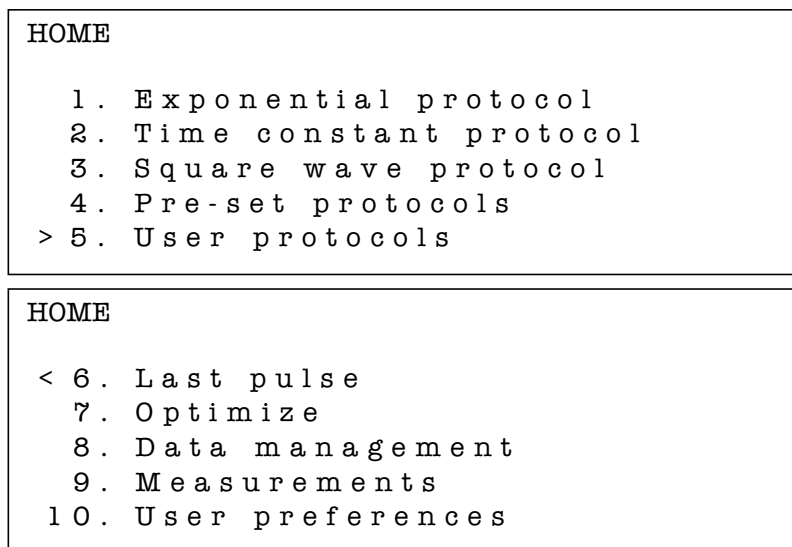 HOME
1. Exponential protocol
2. Time constant protocol
3. Square wave protocol
4. Pre-set protocols
> 5. User protocols
HOME
< 6. Last pulse
7. Optimize
8. Data management
9. Measurements
10. User preferences